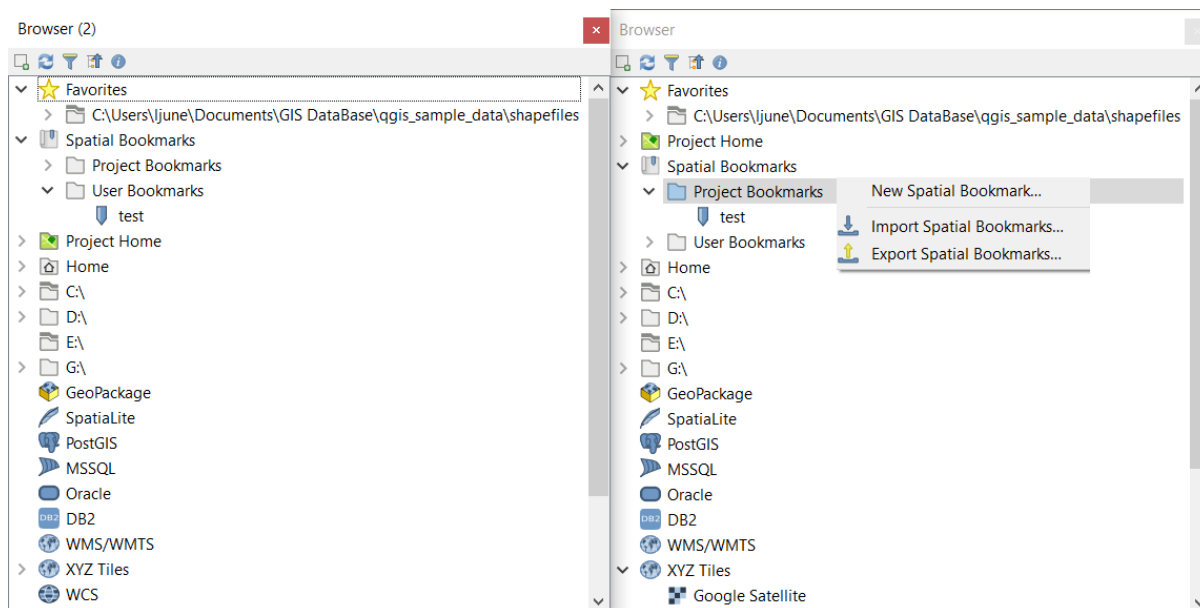 Browser (2)
Favorites
C:\Users\ljune\Documents\GIS DataBase\qgis_sample_data\shapefiles
Spatial Bookmarks
Project Bookmarks
User Bookmarks
test
Project Home
Home
C:\
D:\
E:\
G:\
GeoPackage
SpatiaLite
PostGIS
MSSQL
Oracle
DB2 DB2
WMS/WMTS
XYZ Tiles
WCS
Browser
Favorites
C:\Users\ljune\Documents\GIS DataBase\qgis_sample_data\shapefiles
Project Home
Spatial Bookmarks
Project Bookmarks
test
User Bookmarks
New Spatial Bookmark...
Import Spatial Bookmarks...
Export Spatial Bookmarks...
Home
C:\
D:\
E:\
G:\
GeoPackage
SpatiaLite
PostGIS
MSSQL
Oracle
DB2 DB2
WMS/WMTS
XYZ Tiles
Google Satellite